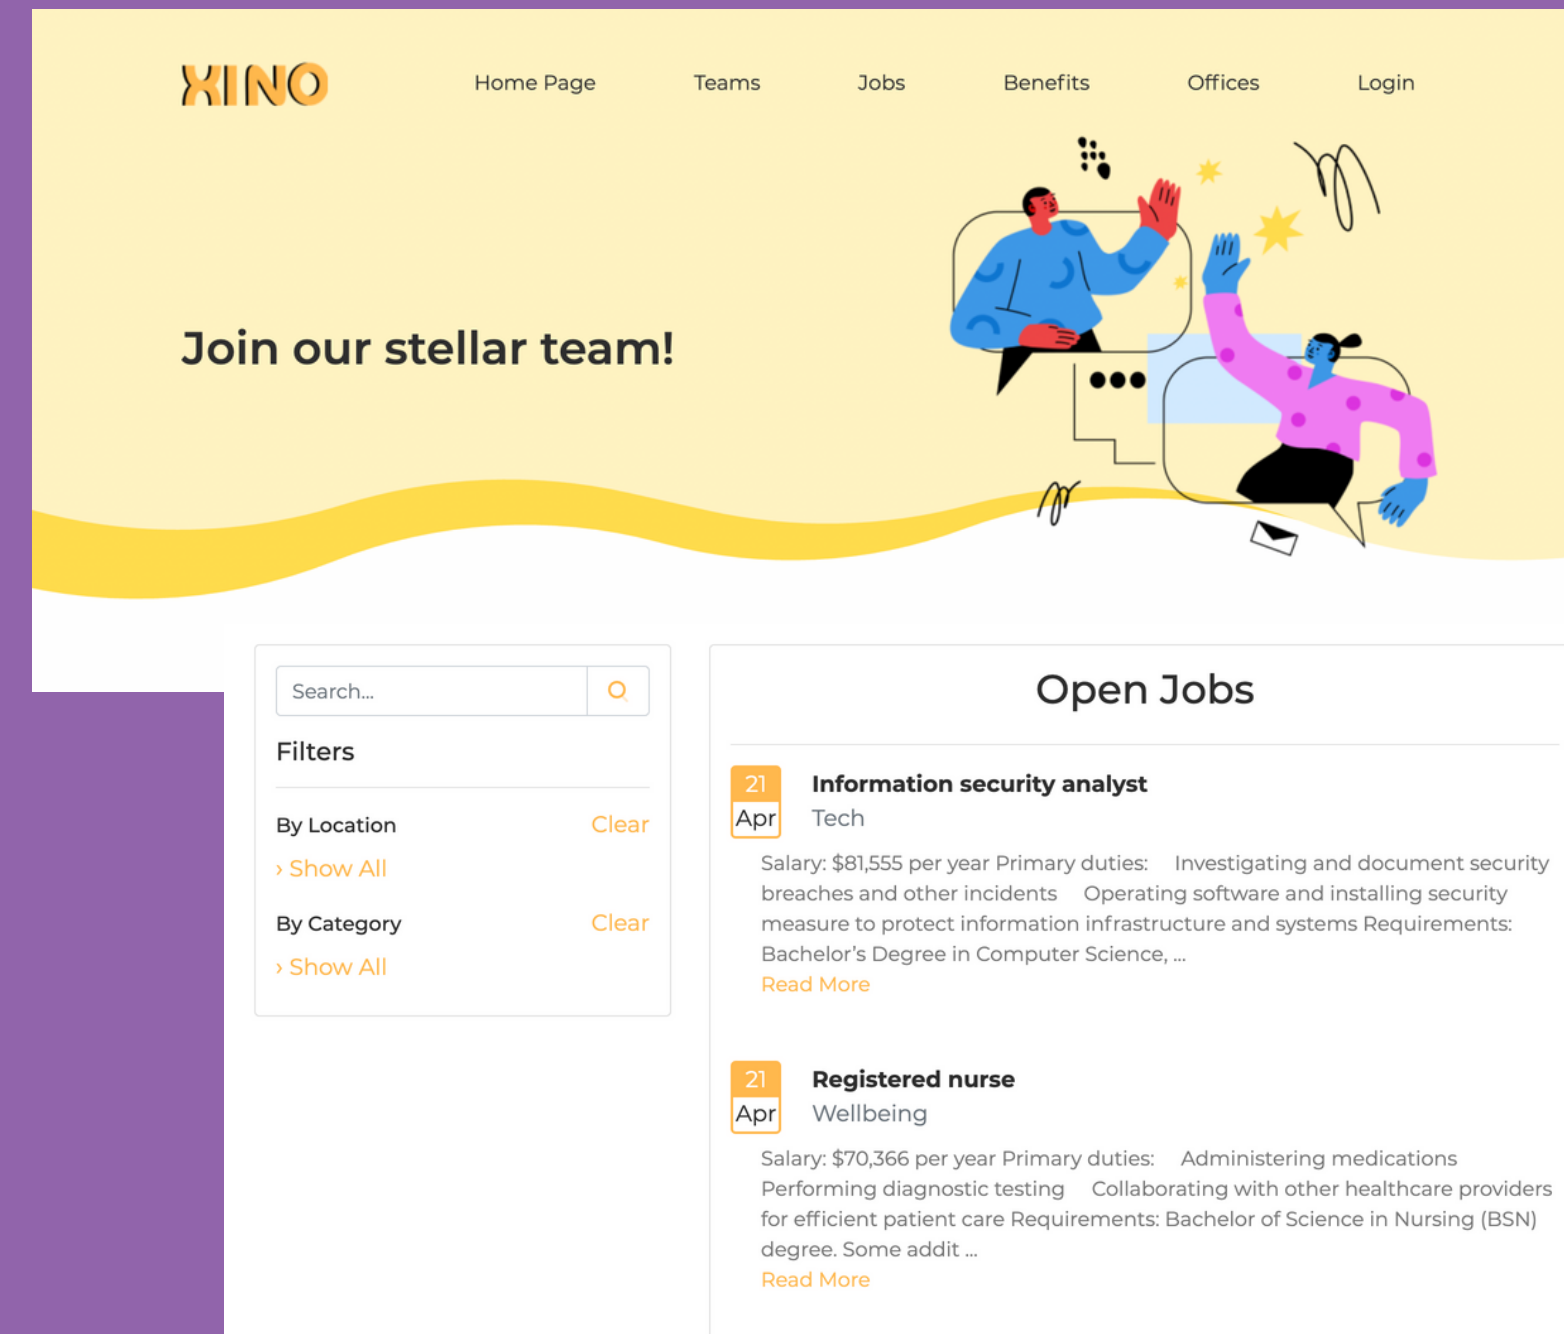 XINO
Home Page
Teams
Jobs
Benefits
Offices
Login
Join our stellar team!
Search...
Filters
By Location
Clear
› Show All
By Category
Clear
› Show All
Open Jobs
21
Apr
Information security analyst
Tech
Salary: $81,555 per year Primary duties: Investigating and document security
breaches and other incidents Operating software and installing security
measure to protect information infrastructure and systems Requirements:
Bachelor’s Degree in Computer Science, ...
Read More
21
Apr
Registered nurse
Wellbeing
Salary: $70,366 per year Primary duties: Administering medications
Performing diagnostic testing Collaborating with other healthcare providers
for efficient patient care Requirements: Bachelor of Science in Nursing (BSN)
degree. Some addit ...
Read More